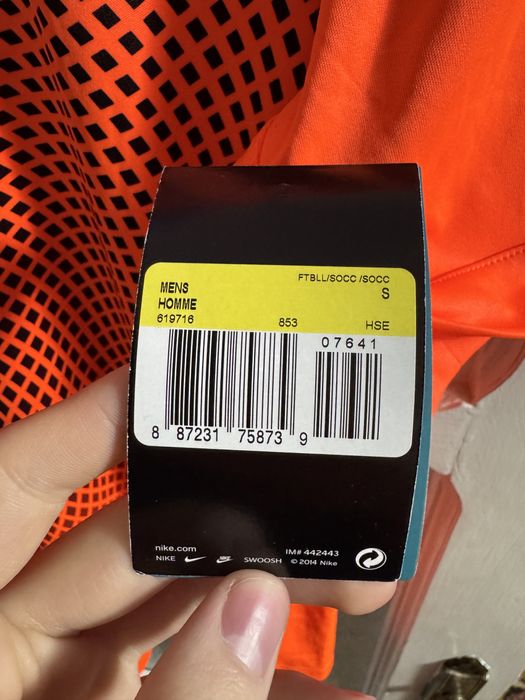 FTBLL/SOCC /SOCC
MENS S
HOMME
619716 853 HSE
07641
8 87231 75873 9
nike.com IM# 442443
NIKE SWOOSH © 2014 Nike